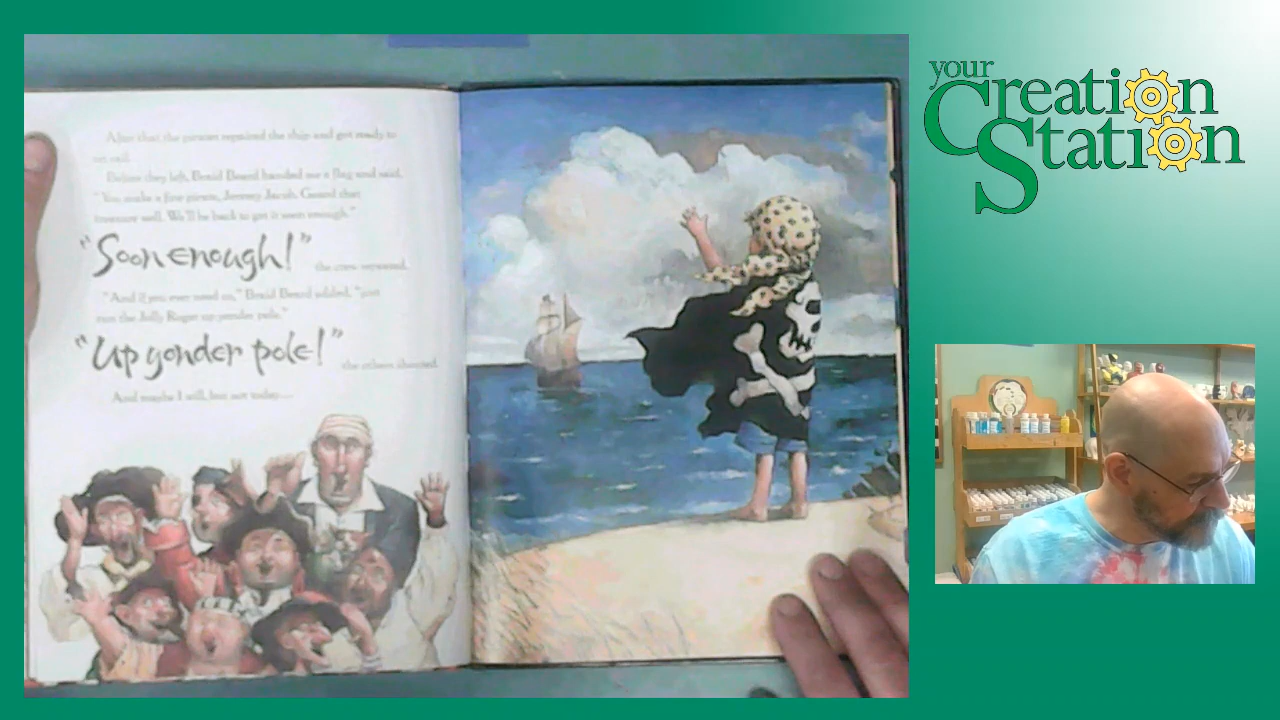 After that the pirates repaired the ship and got ready to
set sail.
Before they left, Braid Beard handed me a flag and said,
"You make a fine pirate, Jeremy Jacob. Guard that
treasure well. We'll be back to get it soon enough."
"Soon enough!" the crew repeated.
"And if you ever need us," Braid Beard added, "just
run the Jolly Roger up yonder pole."
"Up yonder pole!" the others shouted.
And maybe I will, but not today....
your
Creation
Station